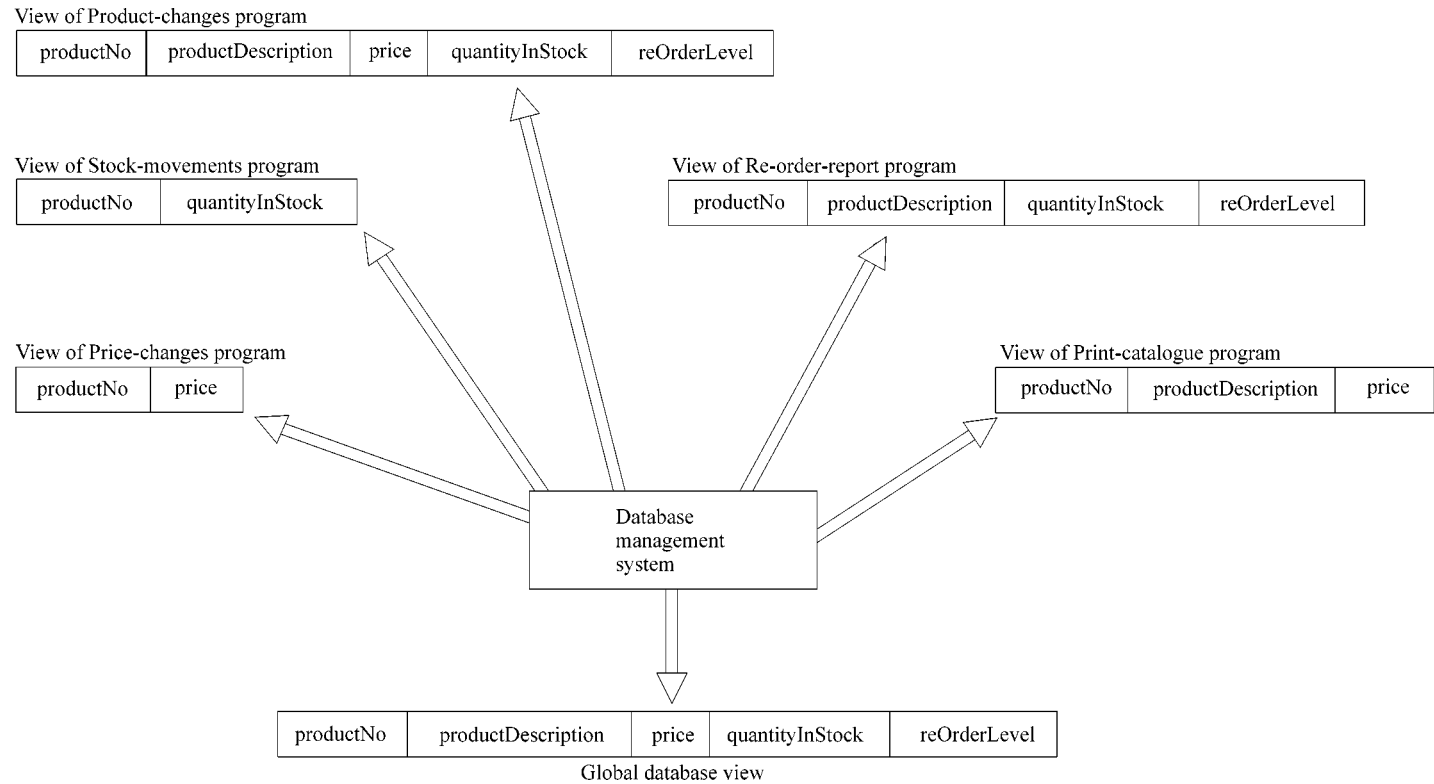 View of Product-changes program
productNo productDescription price quantityInStock reOrderLevel
View of Stock-movements program
productNo quantityInStock
View of Re-order-report program
productNo productDescription quantityInStock reOrderLevel
View of Price-changes program
productNo price
View of Print-catalogue program
productNo productDescription price
Database
management
system
productNo productDescription price quantityInStock reOrderLevel
Global database view